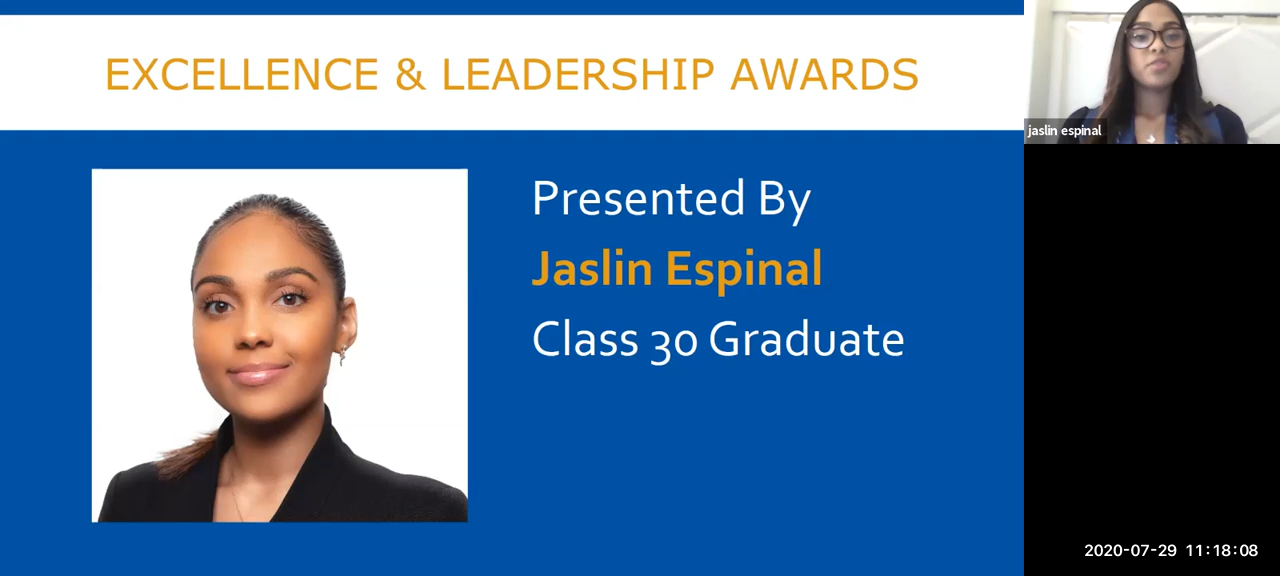 EXCELLENCE & LEADERSHIP AWARDS
jaslin espinal
Presented By
Jaslin Espinal
Class 30 Graduate
2020-07-29 11:18:08